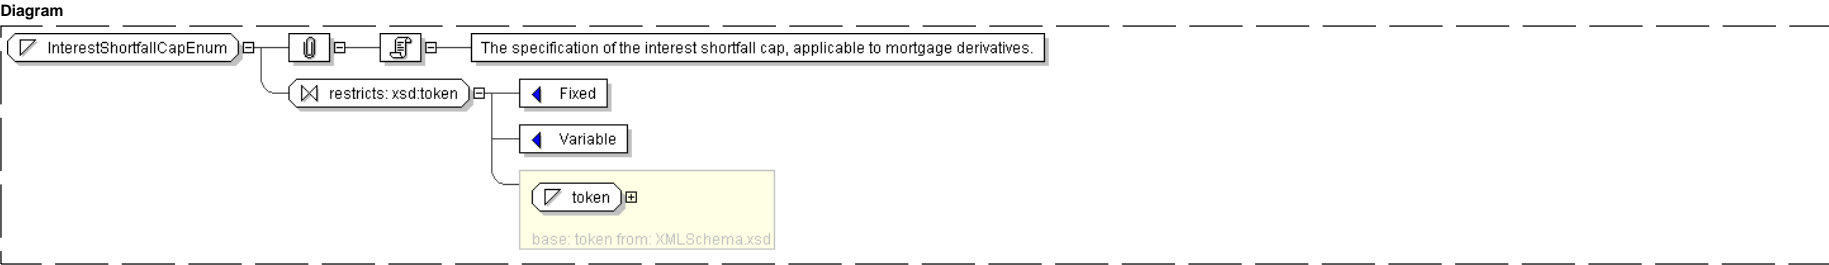 Diagram
InterestShortfallCapEnum
The specification of the interest shortfall cap, applicable to mortgage derivatives.
restricts: xsd:token
Fixed
Variable
token
base: token from: XMLSchema.xsd